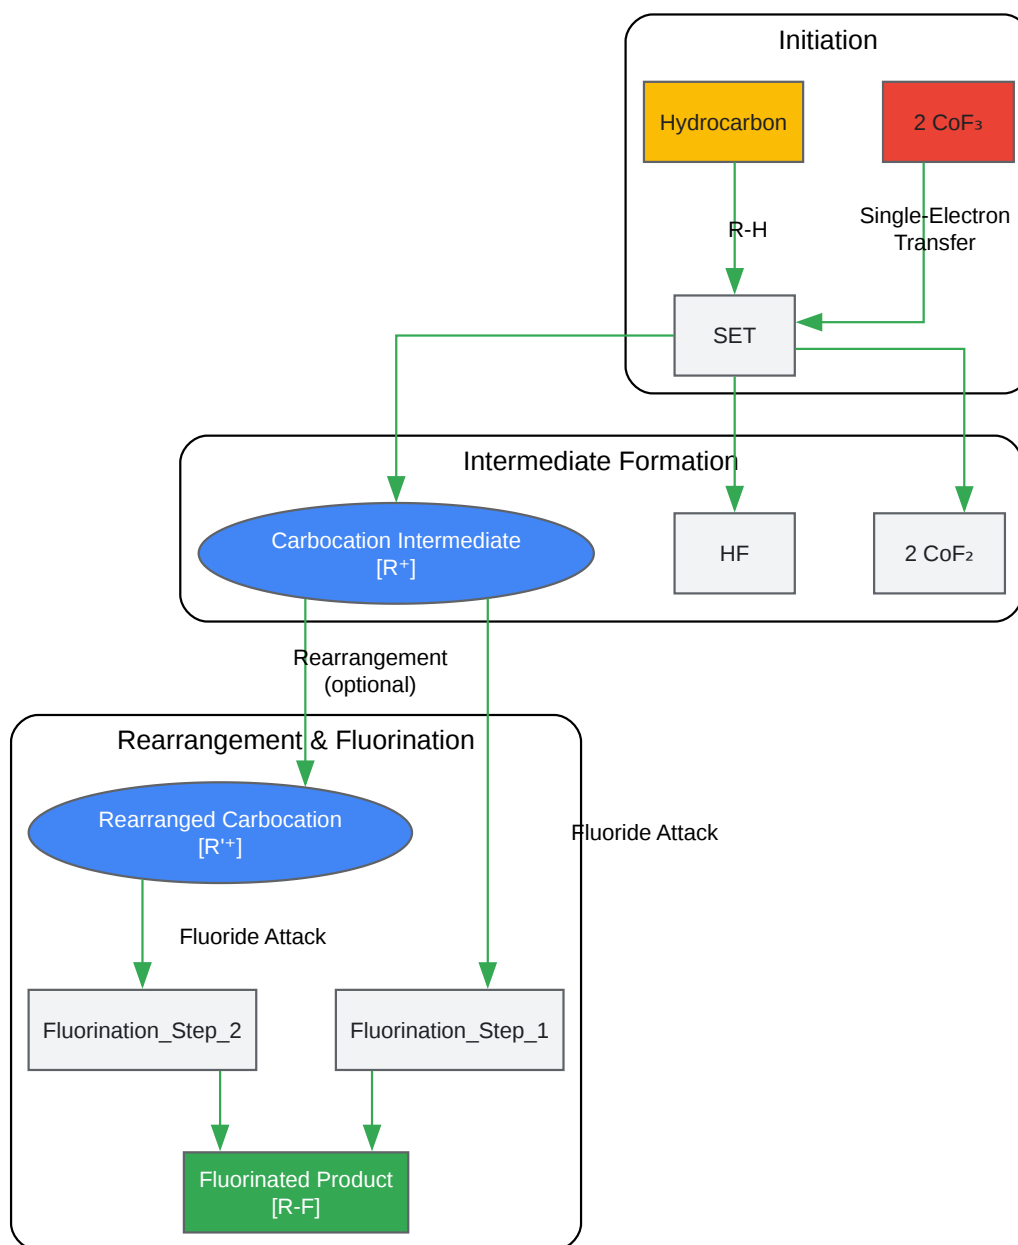 Initiation
Hydrocarbon
2 CoF₃
R-H
Single-Electron
Transfer
SET
Intermediate Formation
Carbocation Intermediate
[R⁺]
HF
2 CoF₂
Rearrangement
(optional)
Rearrangement & Fluorination
Rearranged Carbocation
[R'⁺]
Fluoride Attack
Fluoride Attack
Fluorination_Step_2
Fluorination_Step_1
Fluorinated Product
[R-F]